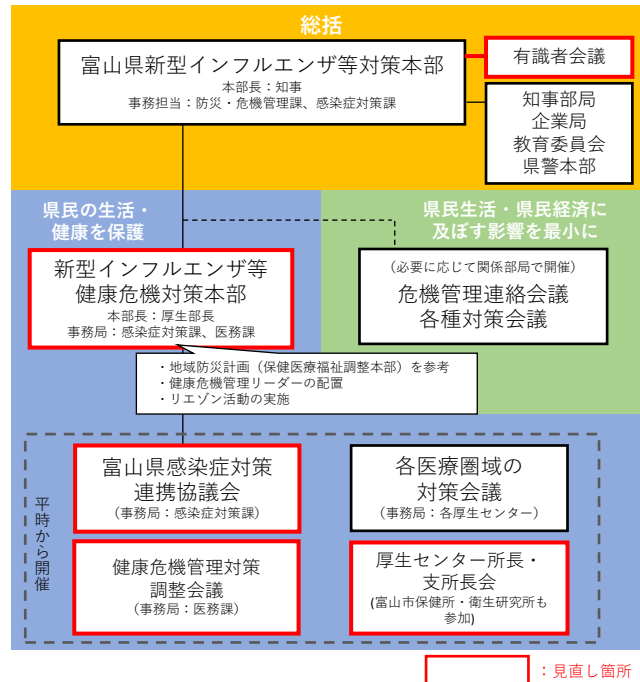 総括
富山県新型インフルエンザ等対策本部
本部長：知事
事務担当：防災・危機管理課、感染症対策課
有識者会議
知事部局
企業局
教育委員会
県警本部
県民の生活・
健康を保護
県民生活・県民経済に
及ぼす影響を最小に
新型インフルエンザ等
健康危機対策本部
本部長：厚生部長
事務局：感染症対策課、医務課
(必要に応じて関係部局で開催)
危機管理連絡会議
各種対策会議
・地域防災計画（保健医療福祉調整本部）を参考
・健康危機管理リーダーの配置
・リエゾン活動の実施
平時から開催
富山県感染症対策
連携協議会
(事務局：感染症対策課)
各医療圏域の
対策会議
(事務局：各厚生センター)
健康危機管理対策
調整会議
(事務局：医務課)
厚生センター所長・
支所長会
(富山市保健所・衛生研究所も
参加)
：見直し箇所